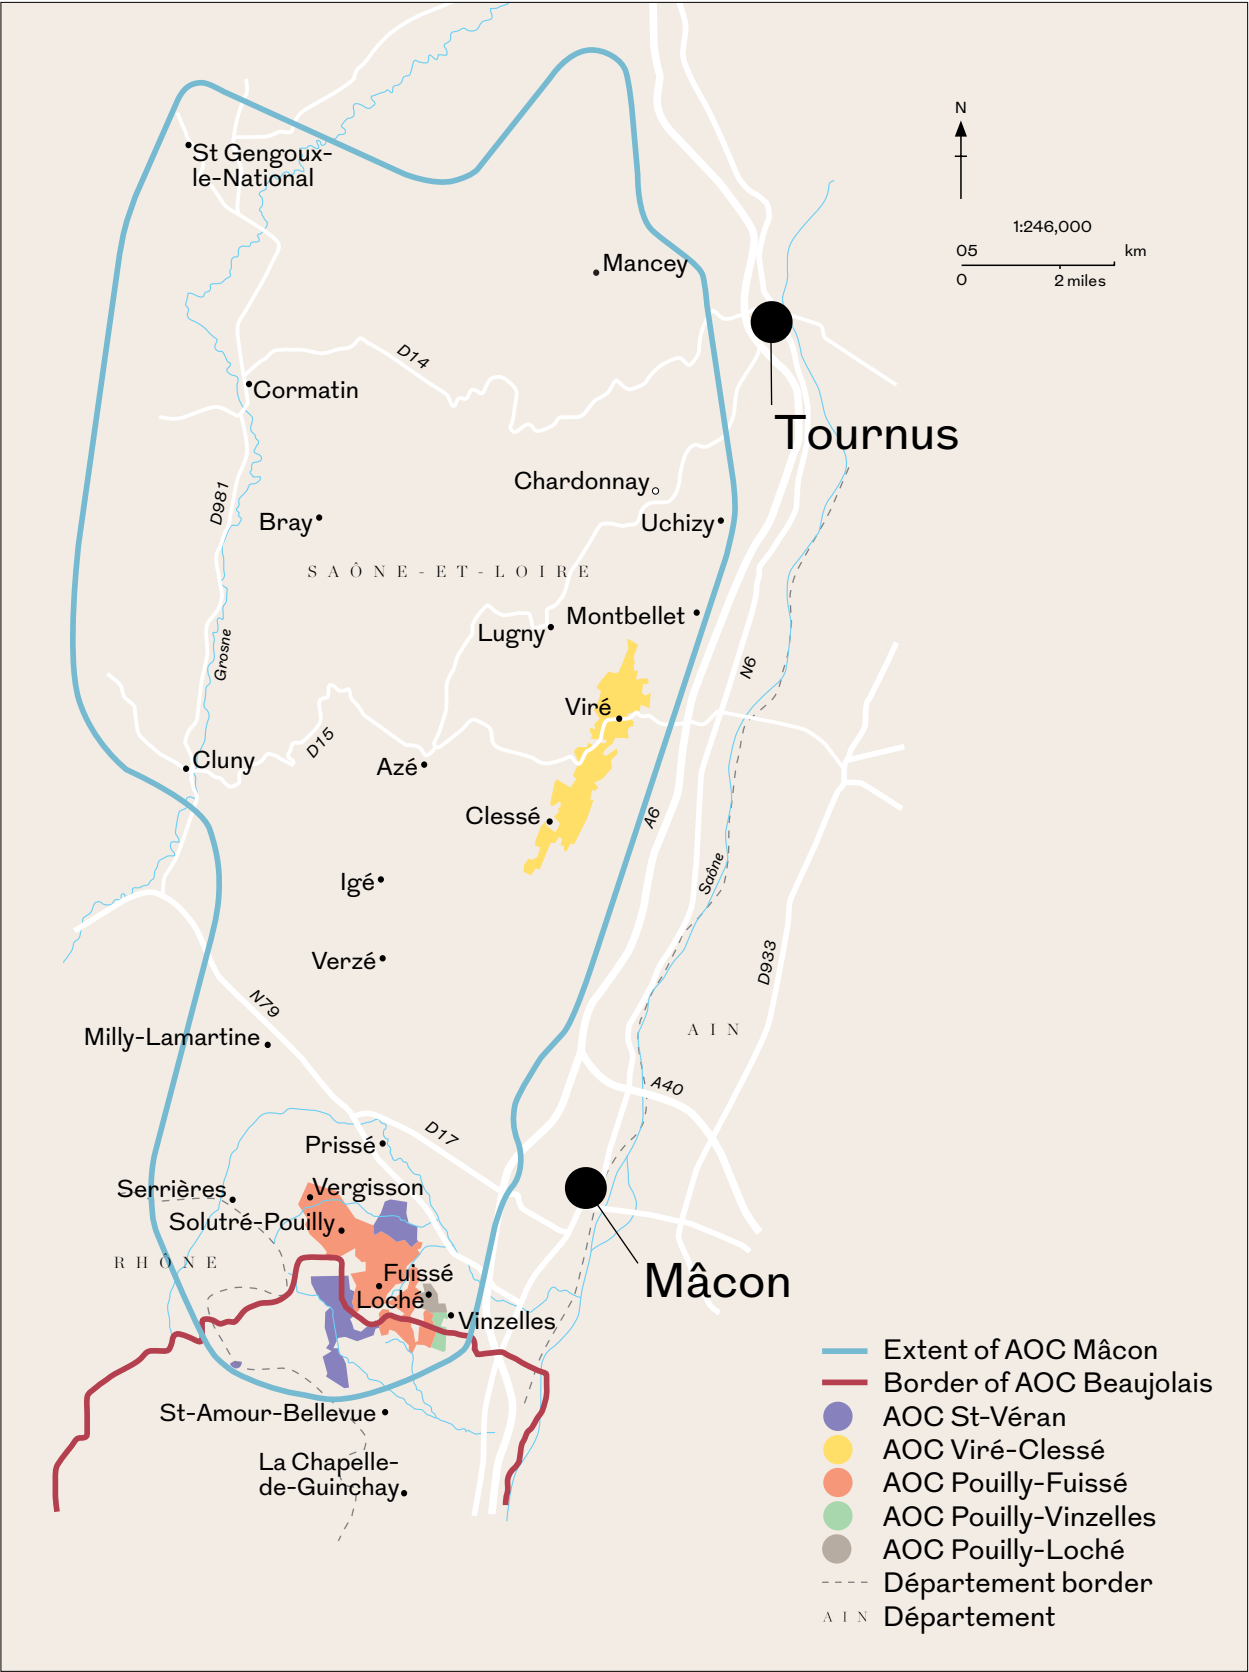 N
1:246,000
05 km
0 2 miles
St Gengoux-
le-National
Mancey
D14
Cormatin
Tournus
Chardonnay
D981
Bray
Uchizy
SAÔNE-ET-LOIRE
Montbellet
Lugny
Grosne
N6
Viré
D15
Cluny
Azé
Clessé
A6
Saône
Igé
Verzé
D933
N79
Milly-Lamartine
AIN
A40
D17
Prissé
Serrières
Vergisson
Solutré-Pouilly
RHÔNE
Fuissé
Mâcon
Loché
Vinzelles
St-Amour-Bellevue
La Chapelle-
de-Guinchay
Extent of AOC Mâcon
Border of AOC Beaujolais
AOC St-Véran
AOC Viré-Clessé
AOC Pouilly-Fuissé
AOC Pouilly-Vinzelles
AOC Pouilly-Loché
Département border
AIN Département